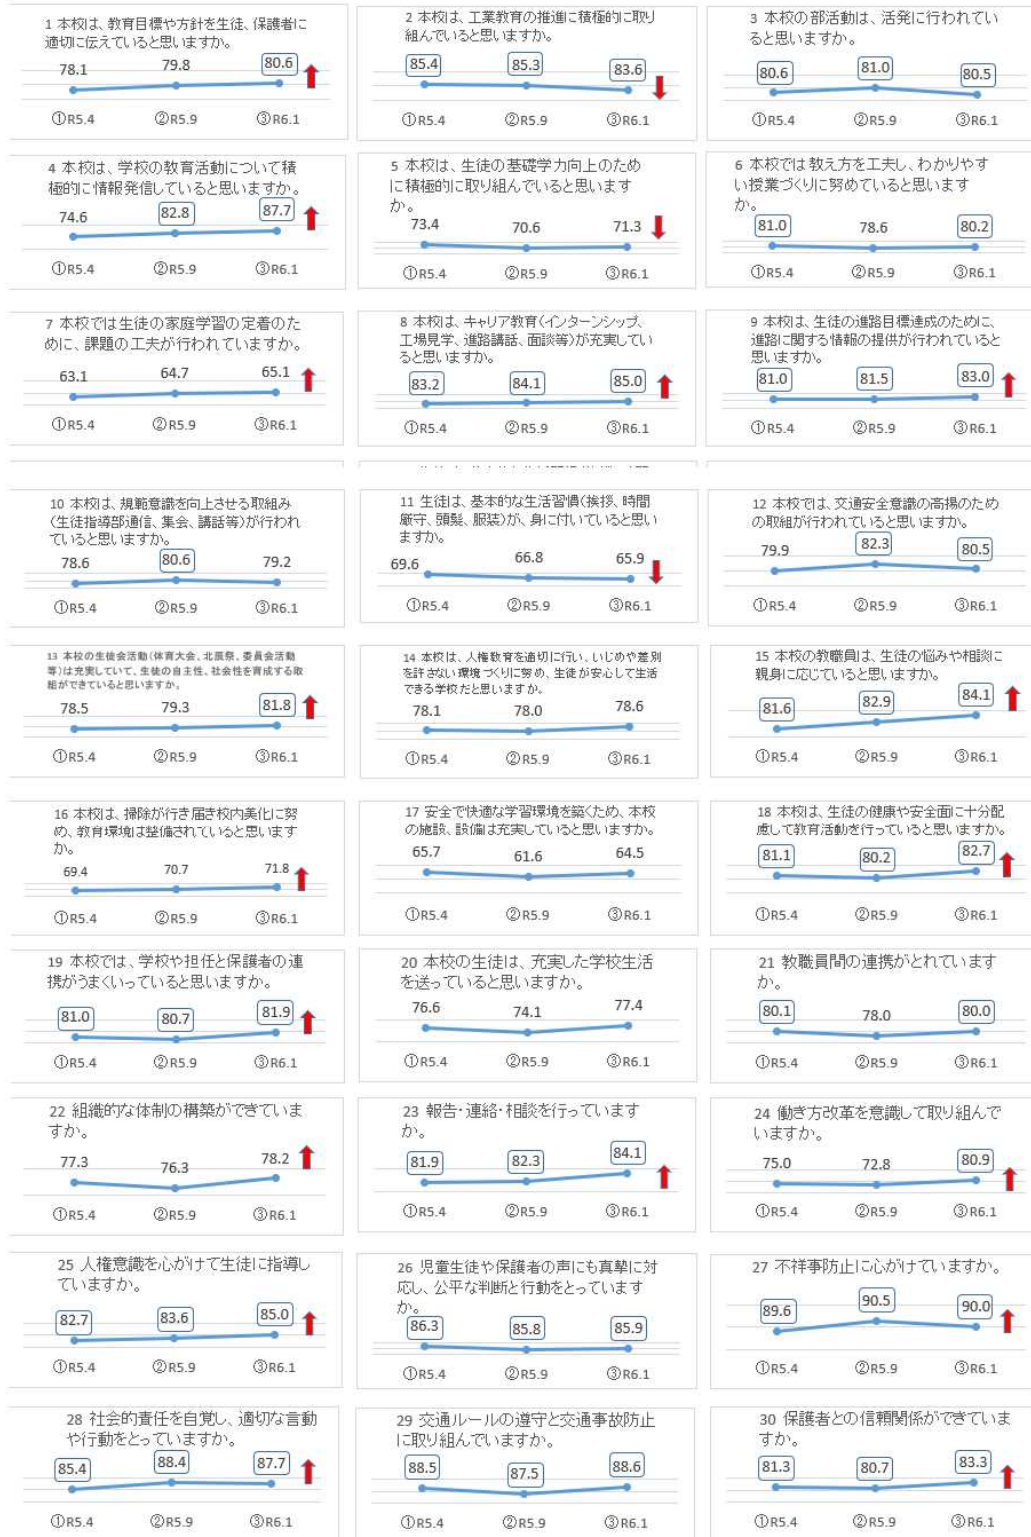 1 本校は、教育目標や方針を生徒、保護者に
適切に伝えていると思いますか。
78.1 79.8 80.6
①R5.4 ②R5.9 ③R6.1
2 本校は、工業教育の推進に積極的に取り
組んでいると思いますか。
85.4 85.3 83.6
①R5.4 ②R5.9 ③R6.1
3 本校の部活動は、活発に行われてい
ると思いますか。
80.6 81.0 80.5
①R5.4 ②R5.9 ③R6.1
4 本校は、学校の教育活動について積
極的に情報発信していると思いますか。
74.6 82.8 87.7
①R5.4 ②R5.9 ③R6.1
5 本校は、生徒の基礎学力向上のため
に積極的に取り組んでいると思います
か。
73.4 70.6 71.3
①R5.4 ②R5.9 ③R6.1
6 本校では教え方を工夫し、わかりやす
い授業づくりに努めていると思います
か。
81.0 78.6 80.2
①R5.4 ②R5.9 ③R6.1
7 本校では生徒の家庭学習の定着のた
めに、課題の工夫が行われていますか。
63.1 64.7 65.1
①R5.4 ②R5.9 ③R6.1
8 本校は、キャリア教育(インターンシップ、
工場見学、進路講話、面談等)が充実してい
ると思いますか。
83.2 84.1 85.0
①R5.4 ②R5.9 ③R6.1
9 本校は、生徒の進路目標達成のために、
進路に関する情報の提供が行われていると
思いますか。
81.0 81.5 83.0
①R5.4 ②R5.9 ③R6.1
10 本校は、規範意識を向上させる取組み
(生徒指導部通信、集会、講話等)が行われ
ていると思いますか。
78.6 80.6 79.2
①R5.4 ②R5.9 ③R6.1
11 生徒は、基本的な生活習慣(挨拶、時間
厳守、頭髪、服装)が、身に付いていると思い
ますか。
69.6 66.8 65.9
①R5.4 ②R5.9 ③R6.1
12 本校では、交通安全意識の高揚のため
の取組が行われていると思いますか。
79.9 82.3 80.5
①R5.4 ②R5.9 ③R6.1
13 本校の生徒会活動(体育大会、北辰祭、委員会活動
等)は充実していて、生徒の自主性、社会性を育成する取
組ができていると思いますか。
78.5 79.3 81.8
①R5.4 ②R5.9 ③R6.1
14 本校は、人権教育を適切に行い、いじめや差別
を許さない環境づくりに努め、生徒が安心して生活
できる学校だと思いますか。
78.1 78.0 78.6
①R5.4 ②R5.9 ③R6.1
15 本校の教職員は、生徒の悩みや相談に
親身に応じていると思いますか。
81.6 82.9 84.1
①R5.4 ②R5.9 ③R6.1
16 本校は、掃除が行き届き校内美化に努
め、教育環境は整備されていると思います
か。
69.4 70.7 71.8
①R5.4 ②R5.9 ③R6.1
17 安全で快適な学習環境を築くため、本校
の施設、設備は充実していると思いますか。
65.7 61.6 64.5
①R5.4 ②R5.9 ③R6.1
18 本校は、生徒の健康や安全面に十分配
慮して教育活動を行っていると思いますか。
81.1 80.2 82.7
①R5.4 ②R5.9 ③R6.1
19 本校では、学校や担任と保護者の連
携がうまくいっていると思いますか。
81.0 80.7 81.9
①R5.4 ②R5.9 ③R6.1
20 本校の生徒は、充実した学校生活
を送っていると思いますか。
76.6 74.1 77.4
①R5.4 ②R5.9 ③R6.1
21 教職員間の連携がとれています
か。
80.1 78.0 80.0
①R5.4 ②R5.9 ③R6.1
22 組織的な体制の構築ができていま
すか。
77.3 76.3 78.2
①R5.4 ②R5.9 ③R6.1
23 報告・連絡・相談を行っています
か。
81.9 82.3 84.1
①R5.4 ②R5.9 ③R6.1
24 働き方改革を意識して取り組んで
いますか。
75.0 72.8 80.9
①R5.4 ②R5.9 ③R6.1
25 人権意識を心がけて生徒に指導し
ていますか。
82.7 83.6 85.0
①R5.4 ②R5.9 ③R6.1
26 児童生徒や保護者の声にも真摯に対
応し、公平な判断と行動をとっています
か。
86.3 85.8 85.9
①R5.4 ②R5.9 ③R6.1
27 不祥事防止に心がけていますか。
89.6 90.5 90.0
①R5.4 ②R5.9 ③R6.1
28 社会的責任を自覚し、適切な言動
や行動をとっていますか。
85.4 88.4 87.7
①R5.4 ②R5.9 ③R6.1
29 交通ルールの遵守と交通事故防止
に取り組んでいますか。
88.5 87.5 88.6
①R5.4 ②R5.9 ③R6.1
30 保護者との信頼関係ができていま
すか。
81.3 80.7 83.3
①R5.4 ②R5.9 ③R6.1